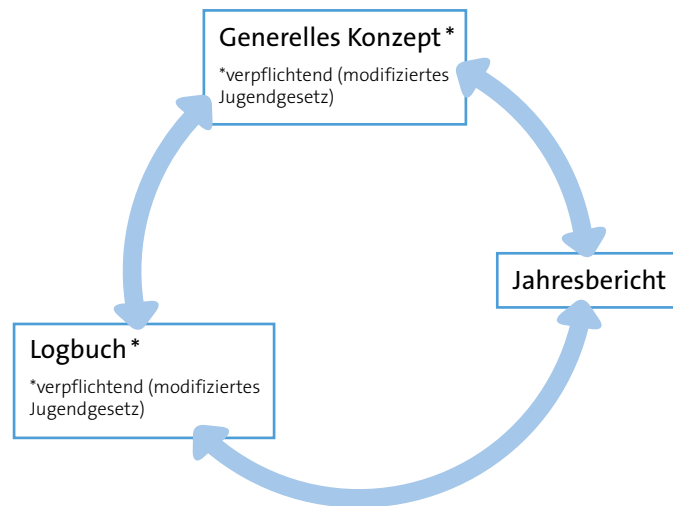 Generelles Konzept *
*verpflichtend (modifiziertes
Jugendgesetz)
Jahresbericht
Logbuch *
*verpflichtend (modifiziertes
Jugendgesetz)